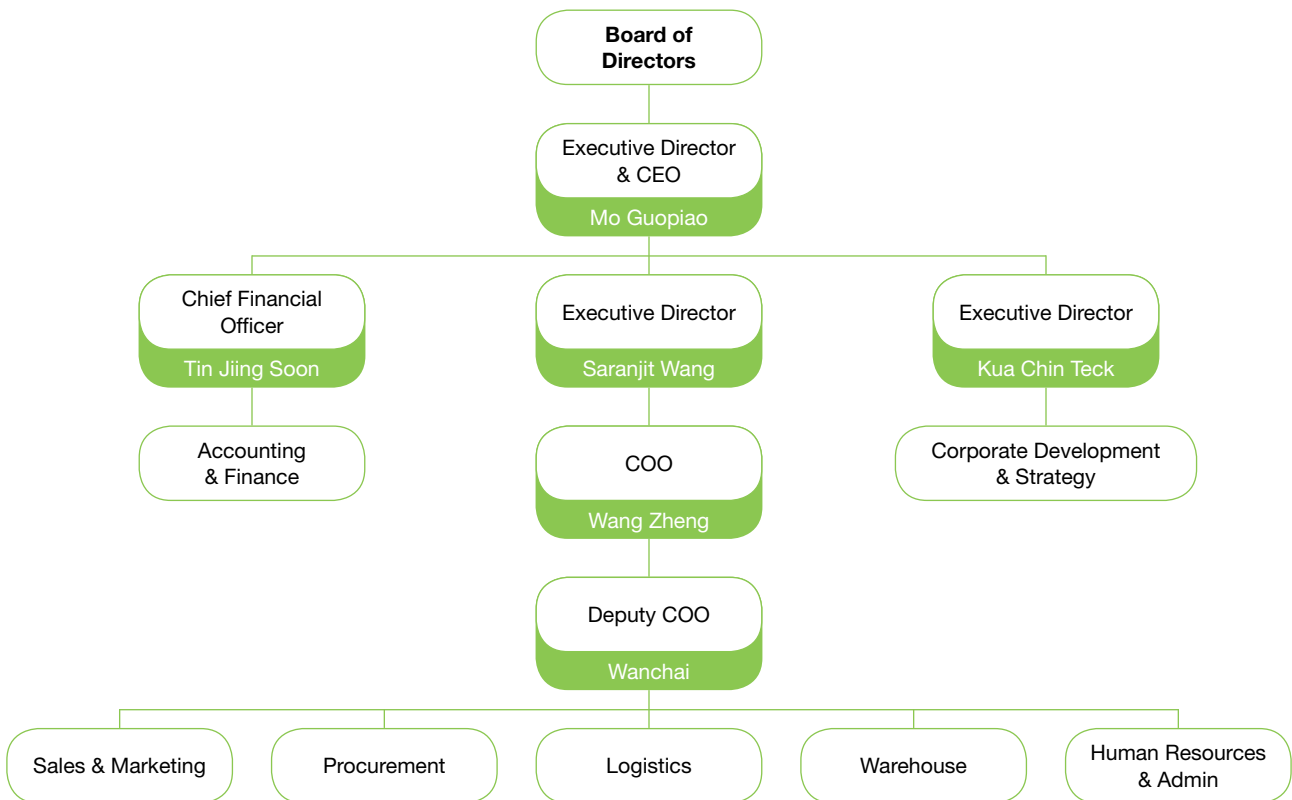 Board of
Directors
Executive Director
& CEO
Mo Guopiao
Chief Financial
Officer
Tin Jiing Soon
Executive Director
Saranjit Wang
Executive Director
Kua Chin Teck
Accounting
& Finance
COO
Wang Zheng
Corporate Development
& Strategy
Deputy COO
Wanchai
Sales & Marketing
Procurement
Logistics
Warehouse
Human Resources
& Admin